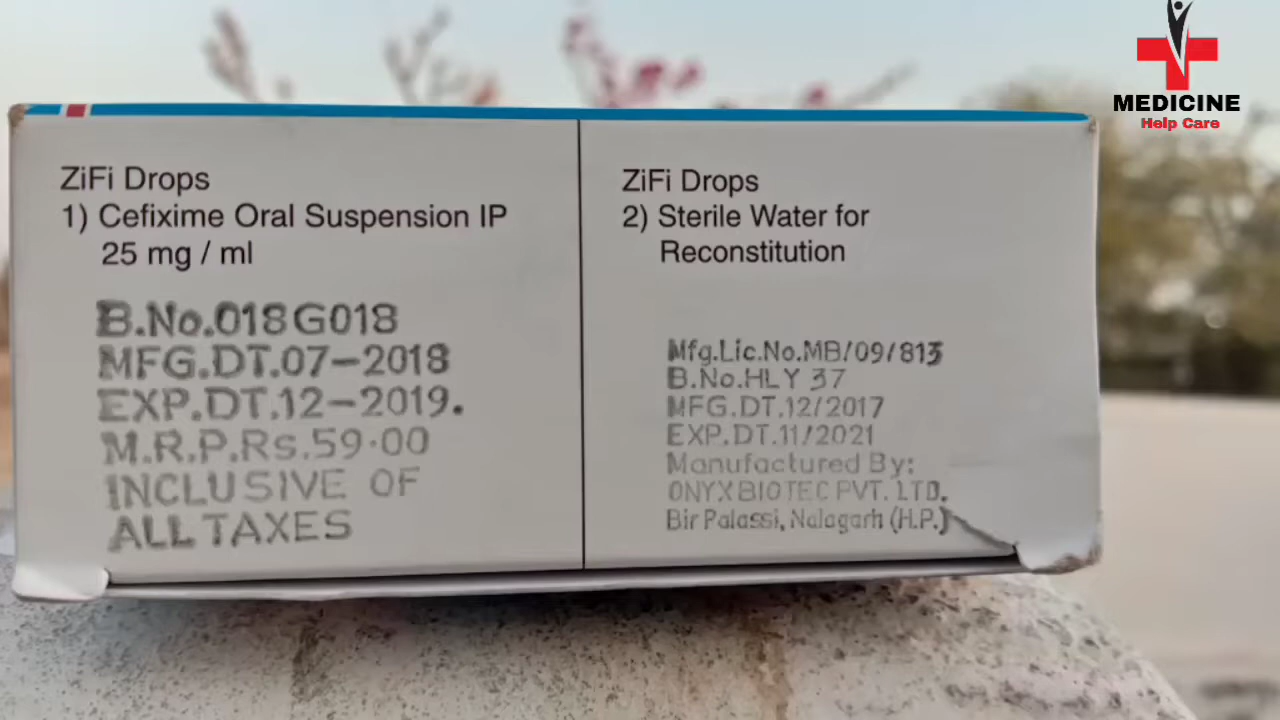 MEDICINE
Help Care
ZiFi Drops
1) Cefixime Oral Suspension IP
25 mg / ml
B.No.018G018
MFG.DT.07-2018
EXP.DT.12-2019.
M.R.P.Rs.59.00
INCLUSIVE OF
ALL TAXES
ZiFi Drops
2) Sterile Water for
Reconstitution
Mfg.Lic.No.MB/09/813
B.No.HLY 37
MFG.DT.12/2017
EXP.DT.11/2021
Manufactured By:
ONYX BIOTEC PVT. LTD.
Bir Palassi, Nalagarh (H.P.)